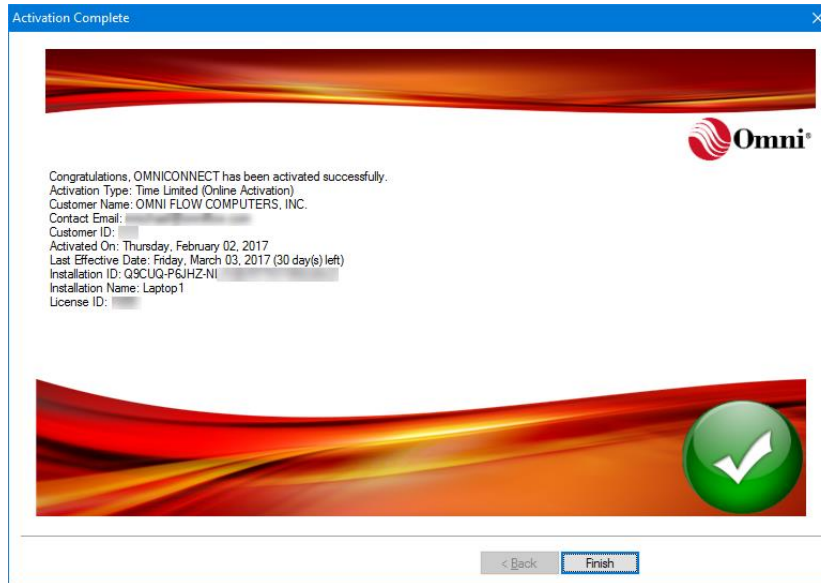 Activation Complete
Omni®
Congratulations, OMNICONNECT has been activated successfully.
Activation Type: Time Limited (Online Activation)
Customer Name: OMNI FLOW COMPUTERS, INC.
Contact Email:
Customer ID:
Activated On: Thursday, February 02, 2017
Last Effective Date: Friday, March 03, 2017 (30 day(s) left)
Installation ID: Q9CUQ-P6JHZ-
Installation Name: Laptop1
License ID:
< Back Finish